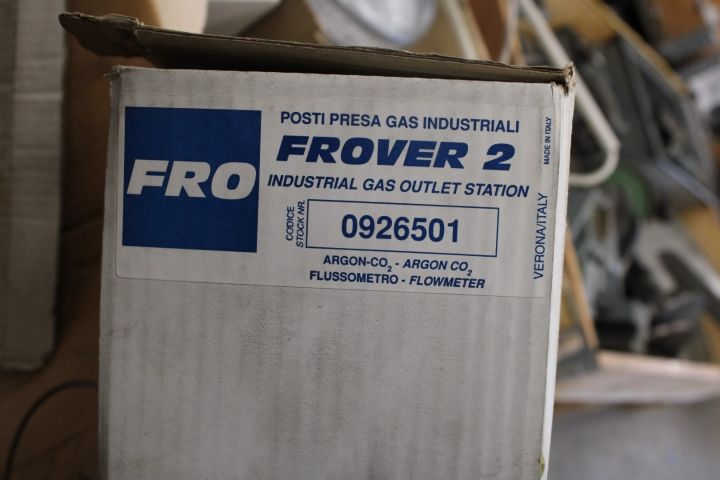 FRO
POSTI PRESA GAS INDUSTRIALI
FROVER 2
INDUSTRIAL GAS OUTLET STATION
CODICE
STOCK NR.
0926501
ARGON-CO₂ - ARGON CO₂
FLUSSOMETRO - FLOWMETER
VERONA/ITALY
MADE IN ITALY